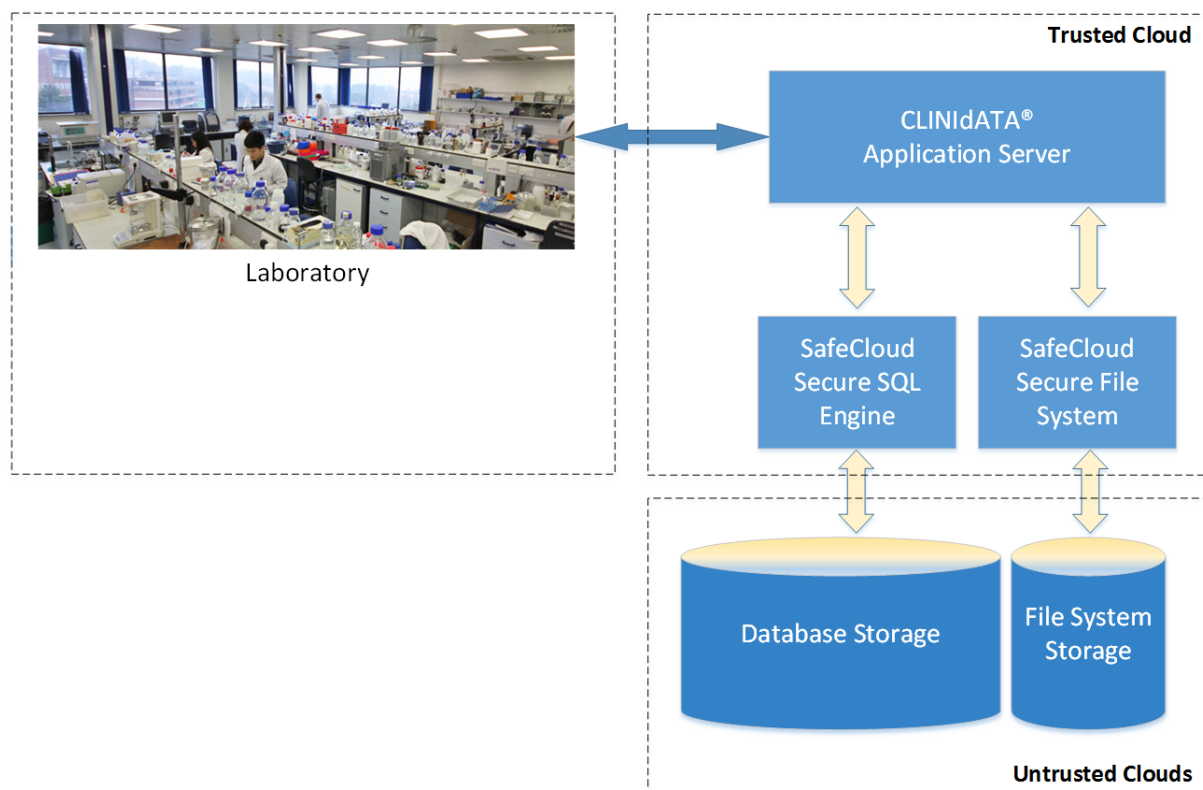 Trusted Cloud
CLINIdATA®
Application Server
Laboratory
SafeCloud
Secure SQL
Engine
SafeCloud
Secure File
System
Database Storage
File System
Storage
Untrusted Clouds